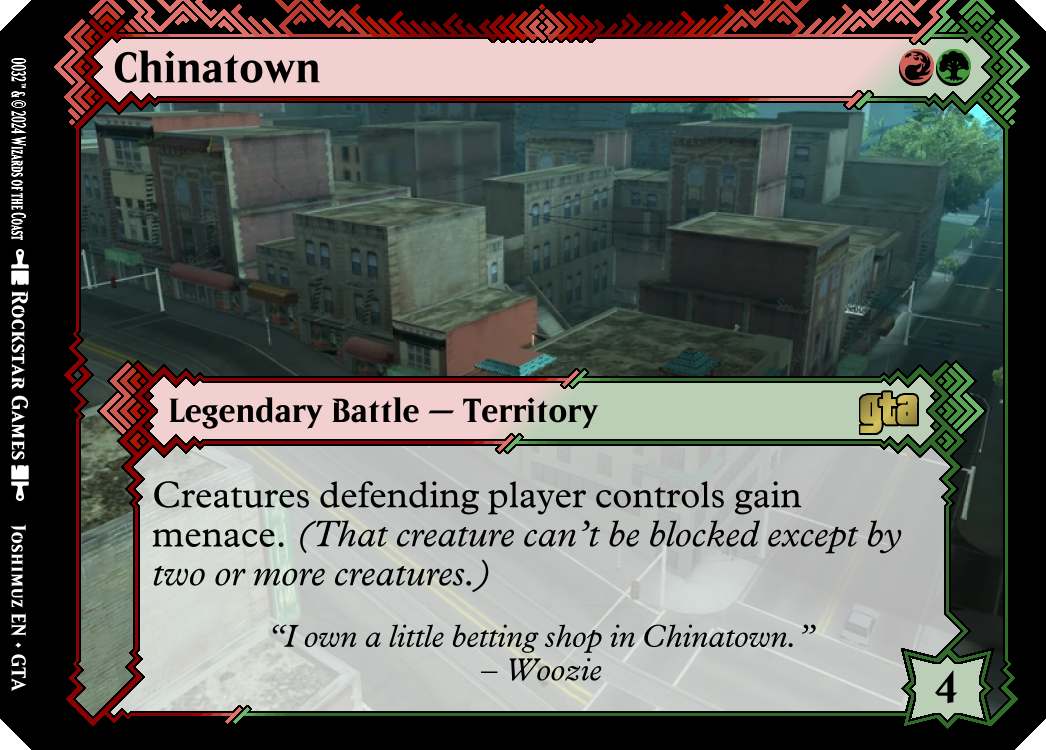 Chinatown
Legendary Battle — Territory
gta
Creatures defending player controls gain
menace. (That creature can't be blocked except by
two or more creatures.)
“I own a little betting shop in Chinatown.”
– Woozie
4
0032 ™ & © 2024 Wizards of the Coast Rockstar Games Joshimuz EN • GTA